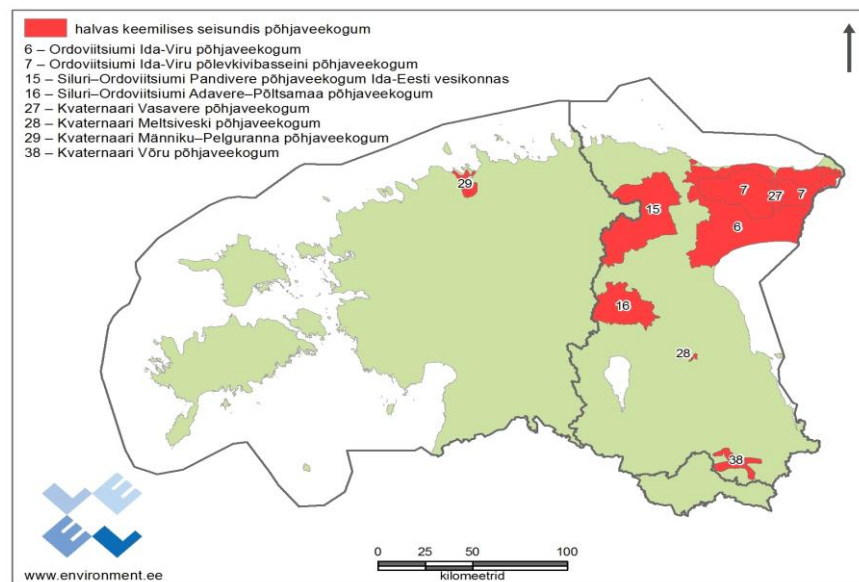 halvas keemilises seisundis põhjaveekogum
6 – Ordoviitsiumi Ida-Viru põhjaveekogum
7 – Ordoviitsiumi Ida-Viru põlevkivibasseini põhjaveekogum
15 – Siluri–Ordoviitsiumi Pandivere põhjaveekogum Ida-Eesti vesikonnas
16 – Siluri–Ordoviitsiumi Adavere–Põltsamaa põhjaveekogum
27 – Kvaternaari Vasavere põhjaveekogum
28 – Kvaternaari Meltsiveski põhjaveekogum
29 – Kvaternaari Männiku–Pelguranna põhjaveekogum
38 – Kvaternaari Võru põhjaveekogum
29
7 27 7
15
6
16
28
38
L E
E L
www.environment.ee
0 25 50 100
kilomeetrid